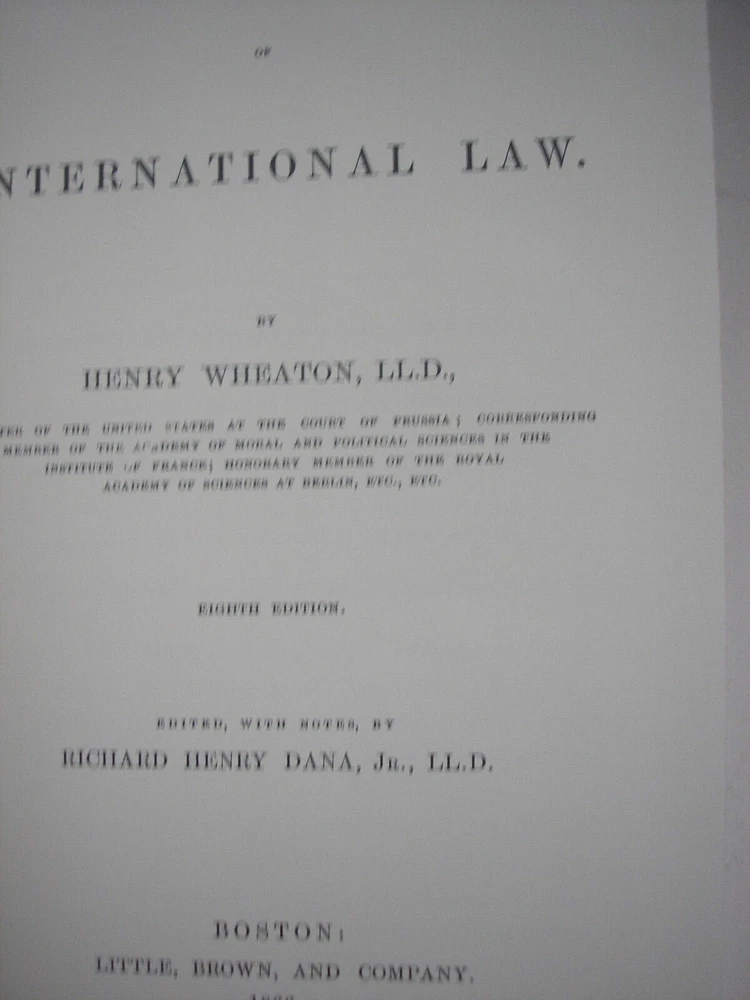 OF
NTERNATIONAL LAW.
BY
HENRY WHEATON, LL.D.,
TER OF THE UNITED STATES AT THE COURT OF PRUSSIA; CORRESPONDING
MEMBER OF THE ACADEMY OF MORAL AND POLITICAL SCIENCES IN THE
INSTITUTE OF FRANCE; HONORARY MEMBER OF THE ROYAL
ACADEMY OF SCIENCES AT BERLIN, ETC., ETC.
EIGHTH EDITION.
EDITED, WITH NOTES, BY
RICHARD HENRY DANA, JR., LL.D.
BOSTON:
LITTLE, BROWN, AND COMPANY.